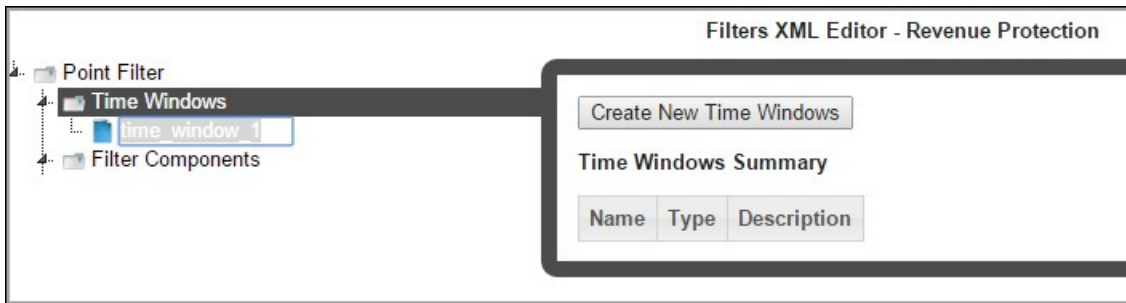 Filters XML Editor - Revenue Protection
Point Filter
Time Windows
time_window_1
Filter Components
Create New Time Windows
Time Windows Summary
Name Type Description